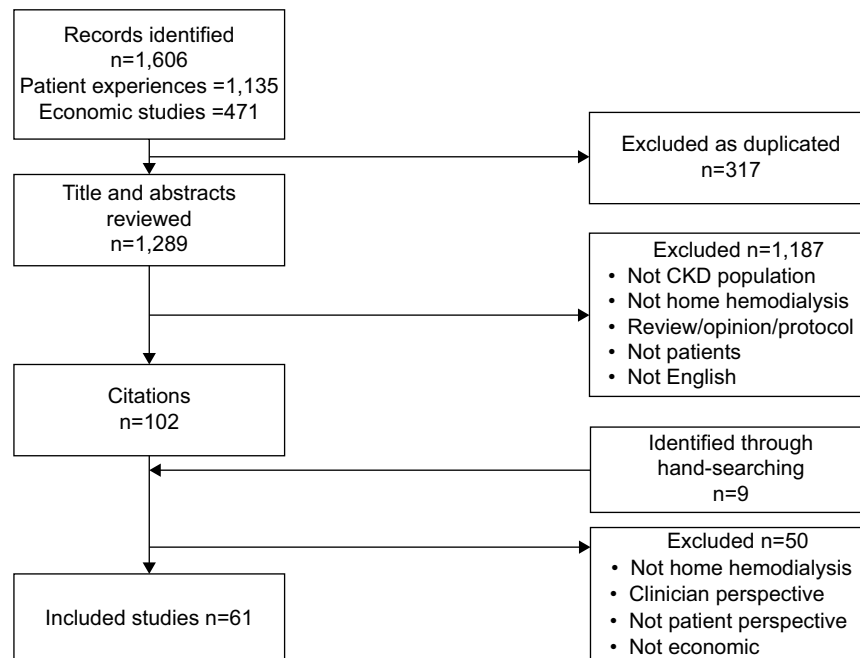 Records identified
n=1,606
Patient experiences =1,135
Economic studies =471
Excluded as duplicated
n=317
Title and abstracts
reviewed
n=1,289
Excluded n=1,187
• Not CKD population
• Not home hemodialysis
• Review/opinion/protocol
• Not patients
• Not English
Citations
n=102
Identified through
hand-searching
n=9
Excluded n=50
• Not home hemodialysis
• Clinician perspective
• Not patient perspective
• Not economic
Included studies n=61